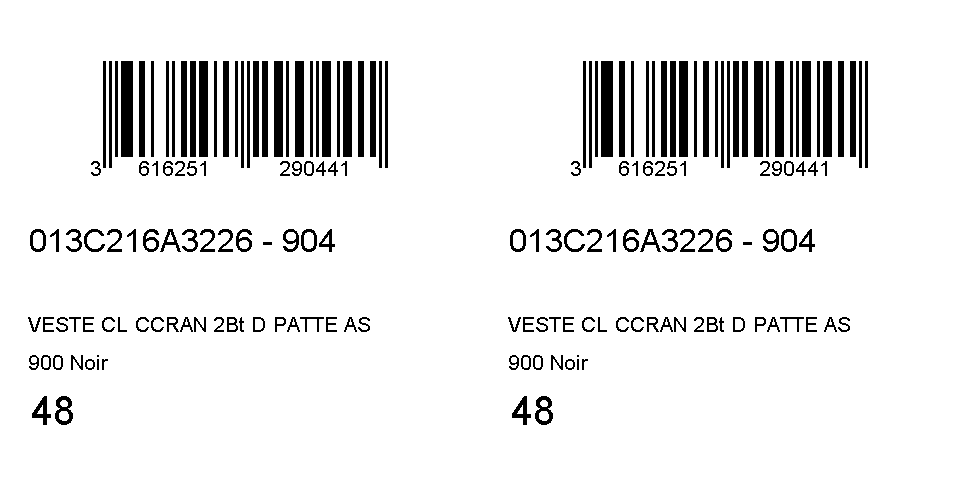 3 616251 290441
013C216A3226 - 904
VESTE CL CCRAN 2Bt D PATTE AS
900 Noir
48
3 616251 290441
013C216A3226 - 904
VESTE CL CCRAN 2Bt D PATTE AS
900 Noir
48